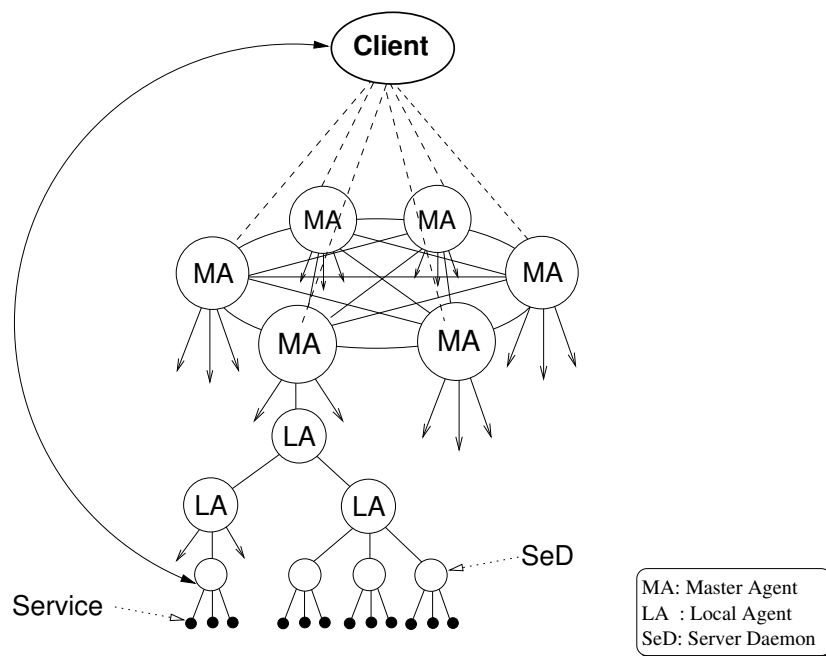 Client
MA
MA
MA
MA
MA
MA
LA
LA
LA
SeD
Service
MA: Master Agent
LA : Local Agent
SeD: Server Daemon